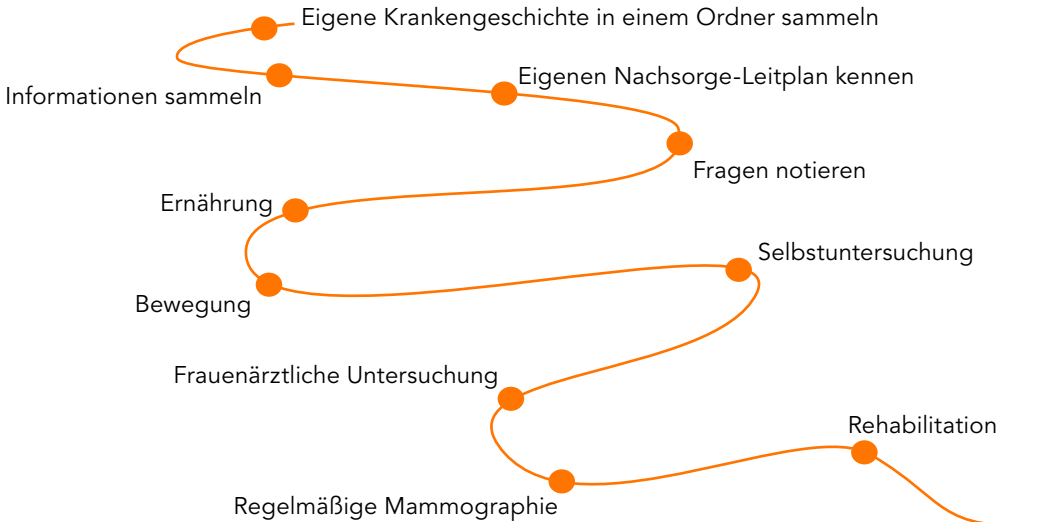 Eigene Krankengeschichte in einem Ordner sammeln
Informationen sammeln
Eigenen Nachsorge-Leitplan kennen
Fragen notieren
Ernährung
Bewegung
Selbstuntersuchung
Frauenärztliche Untersuchung
Regelmäßige Mammographie
Rehabilitation